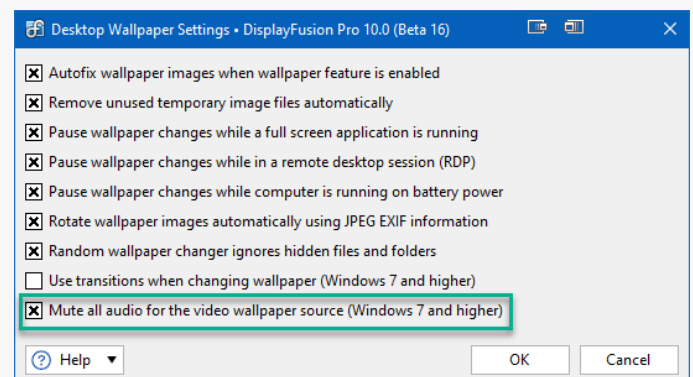 Desktop Wallpaper Settings • DisplayFusion Pro 10.0 (Beta 16)
Autofix wallpaper images when wallpaper feature is enabled
Remove unused temporary image files automatically
Pause wallpaper changes while a full screen application is running
Pause wallpaper changes while in a remote desktop session (RDP)
Pause wallpaper changes while computer is running on battery power
Rotate wallpaper images automatically using JPEG EXIF information
Random wallpaper changer ignores hidden files and folders
Use transitions when changing wallpaper (Windows 7 and higher)
Mute all audio for the video wallpaper source (Windows 7 and higher)
Help OK Cancel